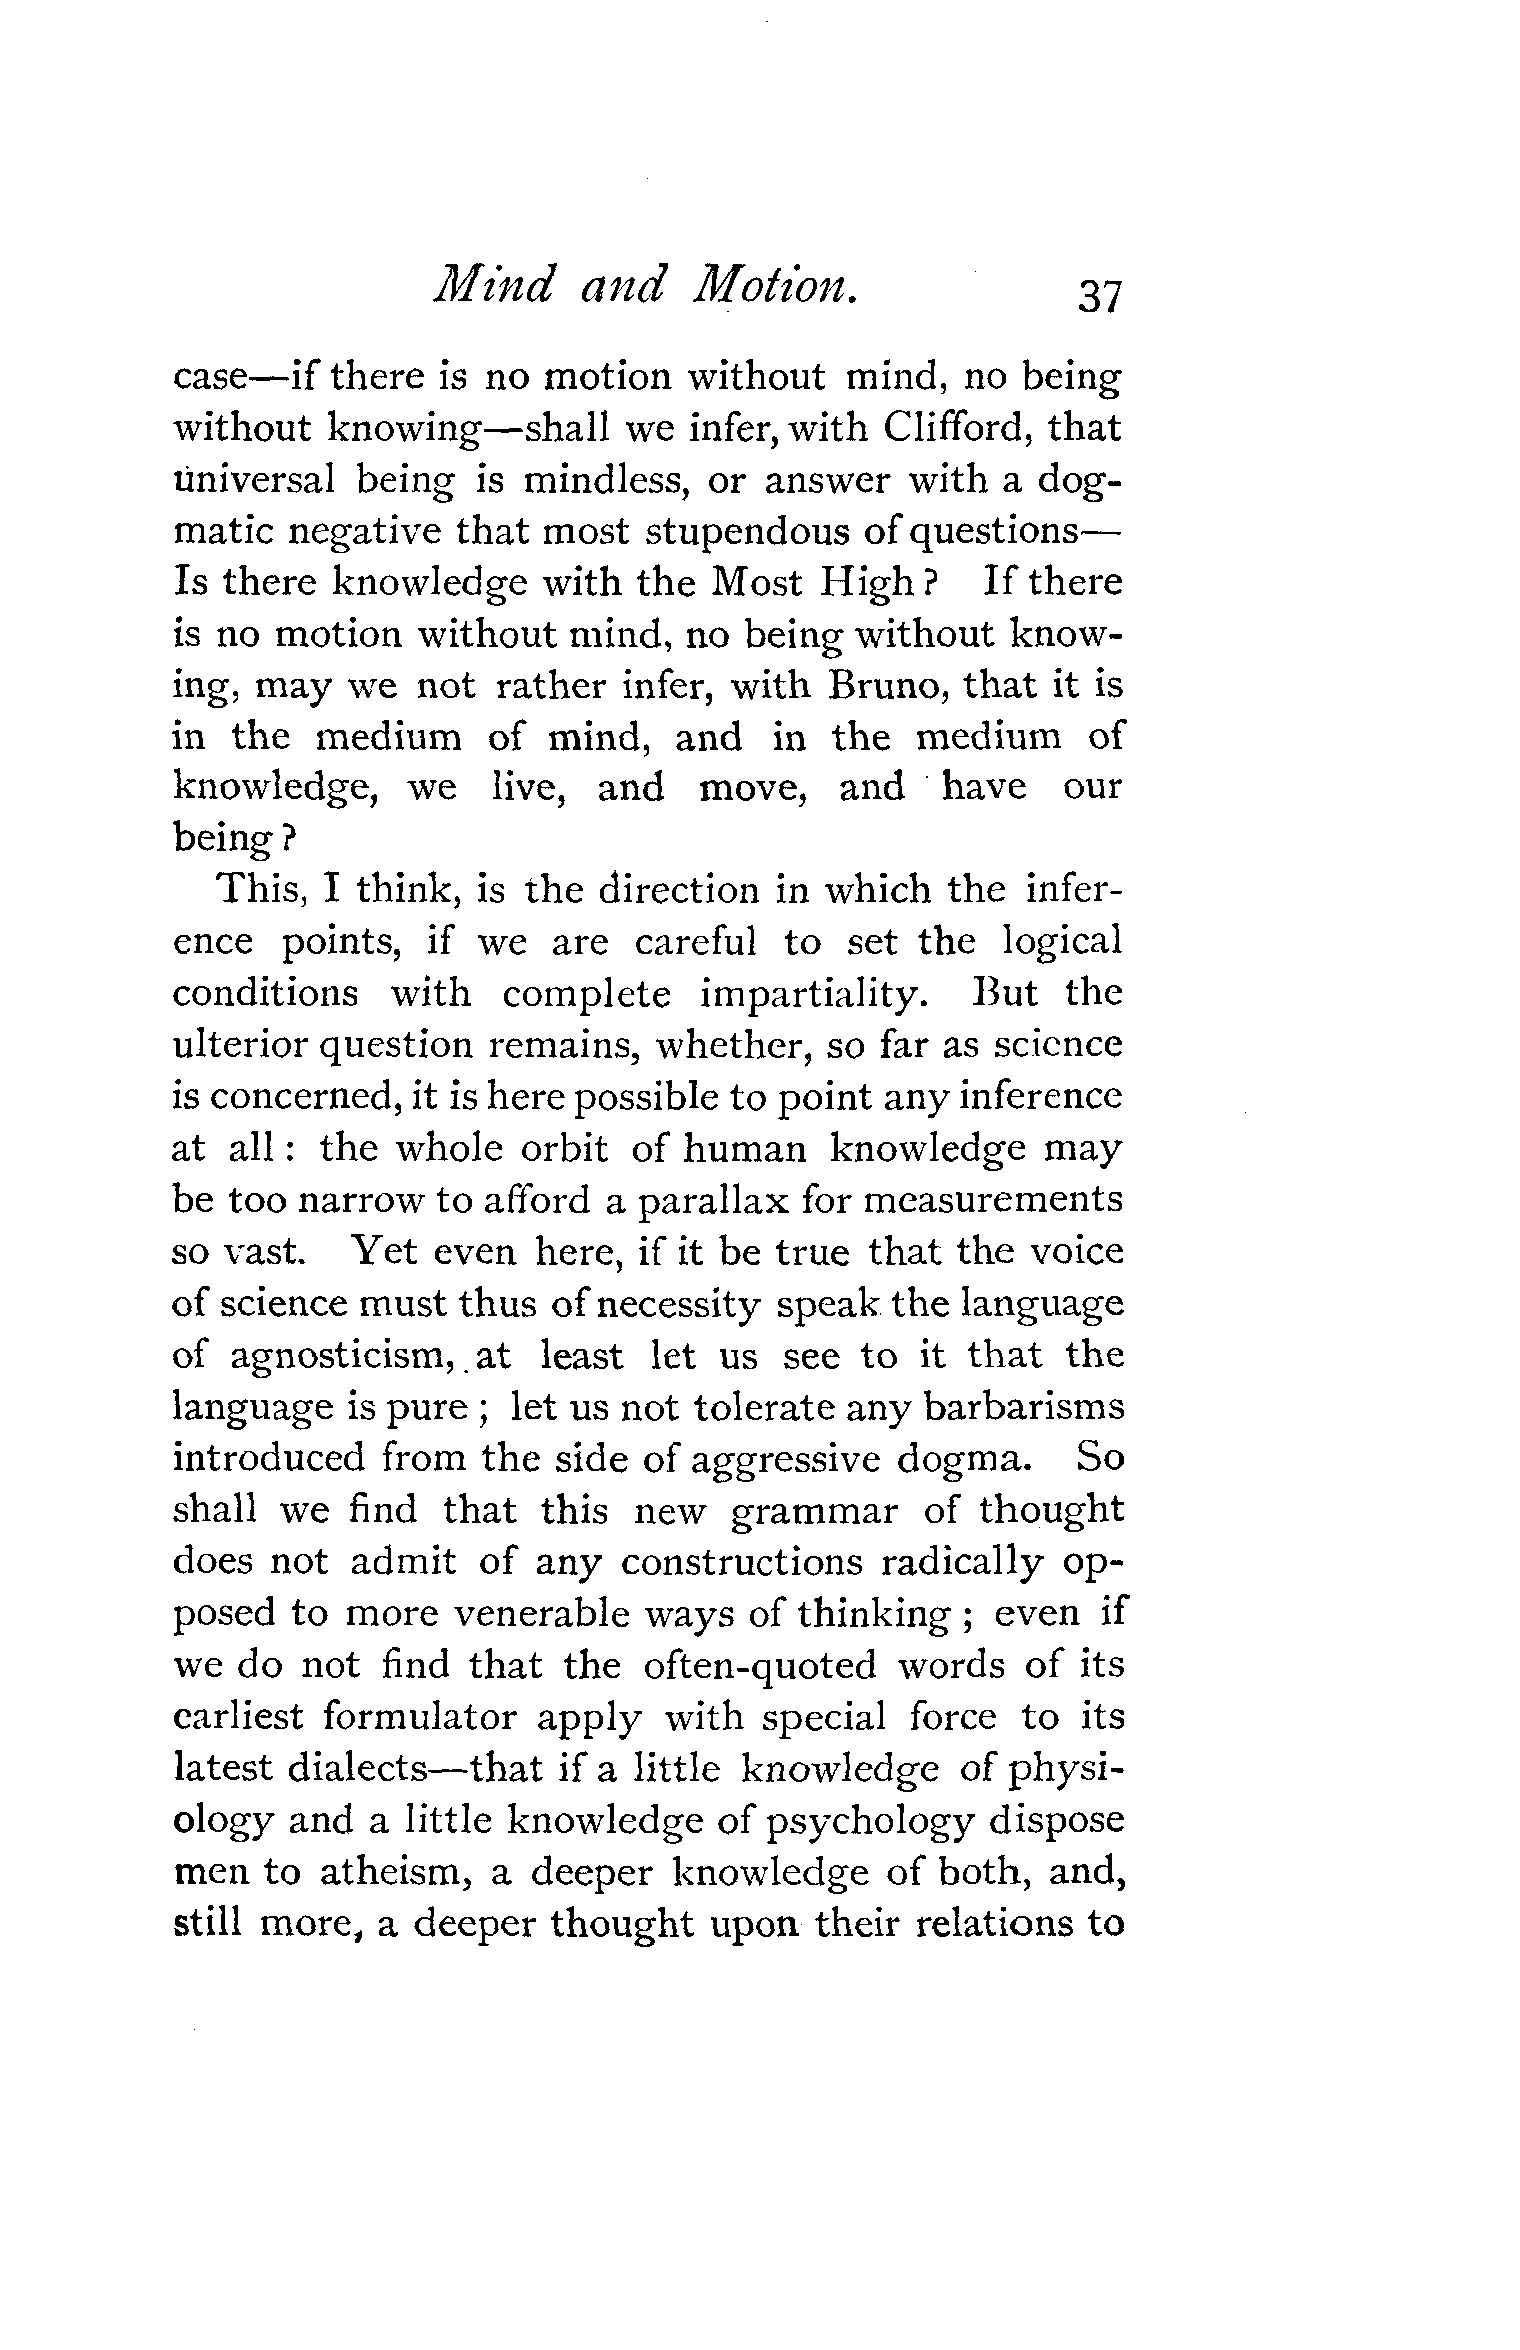 Mind and Motion. 37
case—if there is no motion without mind, no being
without knowing—shall we infer, with Clifford, that
universal being is mindless, or answer with a dog-
matic negative that most stupendous of questions—
Is there knowledge with the Most High ? If there
is no motion without mind, no being without know-
ing, may we not rather infer, with Bruno, that it is
in the medium of mind, and in the medium of
knowledge, we live, and move, and have our
being ?
This, I think, is the direction in which the infer-
ence points, if we are careful to set the logical
conditions with complete impartiality. But the
ulterior question remains, whether, so far as science
is concerned, it is here possible to point any inference
at all : the whole orbit of human knowledge may
be too narrow to afford a parallax for measurements
so vast. Yet even here, if it be true that the voice
of science must thus of necessity speak the language
of agnosticism, at least let us see to it that the
language is pure ; let us not tolerate any barbarisms
introduced from the side of aggressive dogma. So
shall we find that this new grammar of thought
does not admit of any constructions radically op-
posed to more venerable ways of thinking ; even if
we do not find that the often-quoted words of its
earliest formulator apply with special force to its
latest dialects—that if a little knowledge of physi-
ology and a little knowledge of psychology dispose
men to atheism, a deeper knowledge of both, and,
still more, a deeper thought upon their relations to